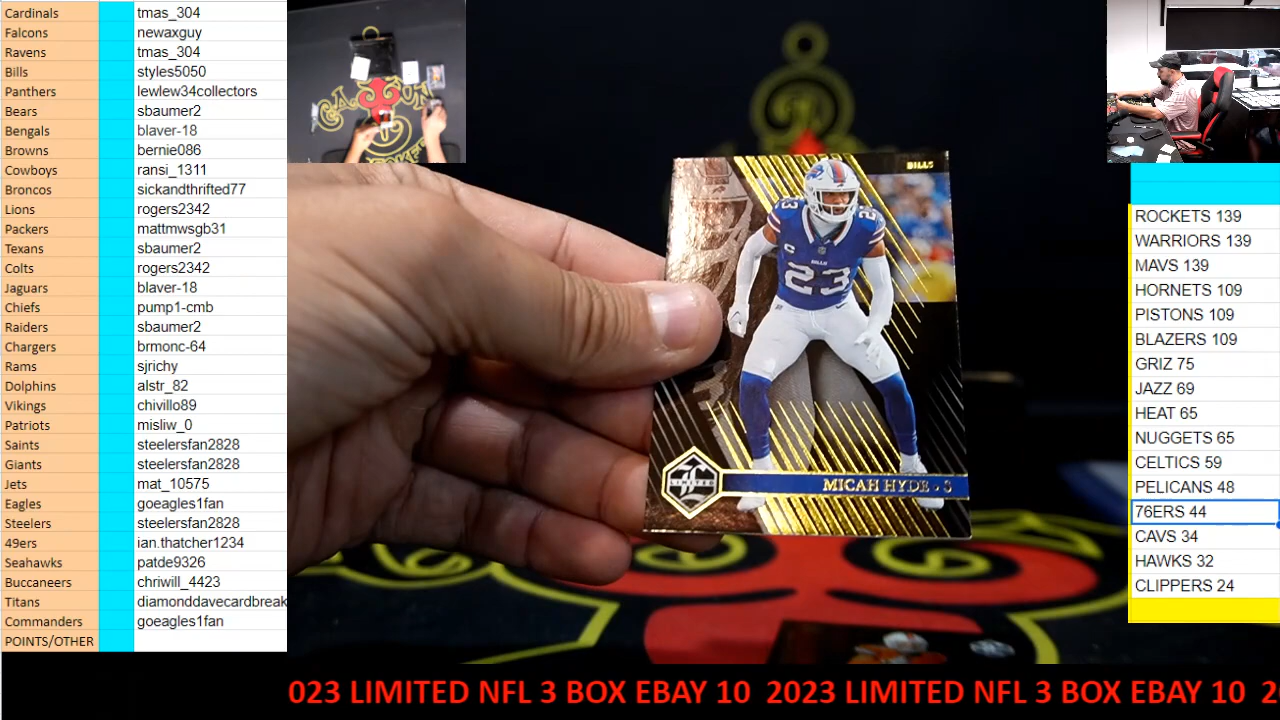 Cardinals tmas_304
Falcons newaxguy
Ravens tmas_304
Bills styles5050
Panthers lewlew34collectors
Bears sbaumer2
Bengals blaver-18
Browns bernie086
Cowboys ransi_1311
Broncos sickandthrifted77
Lions rogers2342
Packers mattmwsgb31
Texans sbaumer2
Colts rogers2342
Jaguars blaver-18
Chiefs pump1-cmb
Raiders sbaumer2
Chargers brmonc-64
Rams sjrichy
Dolphins alstr_82
Vikings chivillo89
Patriots misliw_0
Saints steelersfan2828
Giants steelersfan2828
Jets mat_10575
Eagles goeagles1fan
Steelers steelersfan2828
49ers ian.thatcher1234
Seahawks patde9326
Buccaneers chriwill_4423
Titans diamonddavecardbreak
Commanders goeagles1fan
POINTS/OTHER
BILLS
23
BILLS
23
LIMITED
MICAH HYDE • S
ROCKETS 139
WARRIORS 139
MAVS 139
HORNETS 109
PISTONS 109
BLAZERS 109
GRIZ 75
JAZZ 69
HEAT 65
NUGGETS 65
CELTICS 59
PELICANS 48
76ERS 44
CAVS 34
HAWKS 32
CLIPPERS 24
023 LIMITED NFL 3 BOX EBAY 10 2023 LIMITED NFL 3 BOX EBAY 10 2